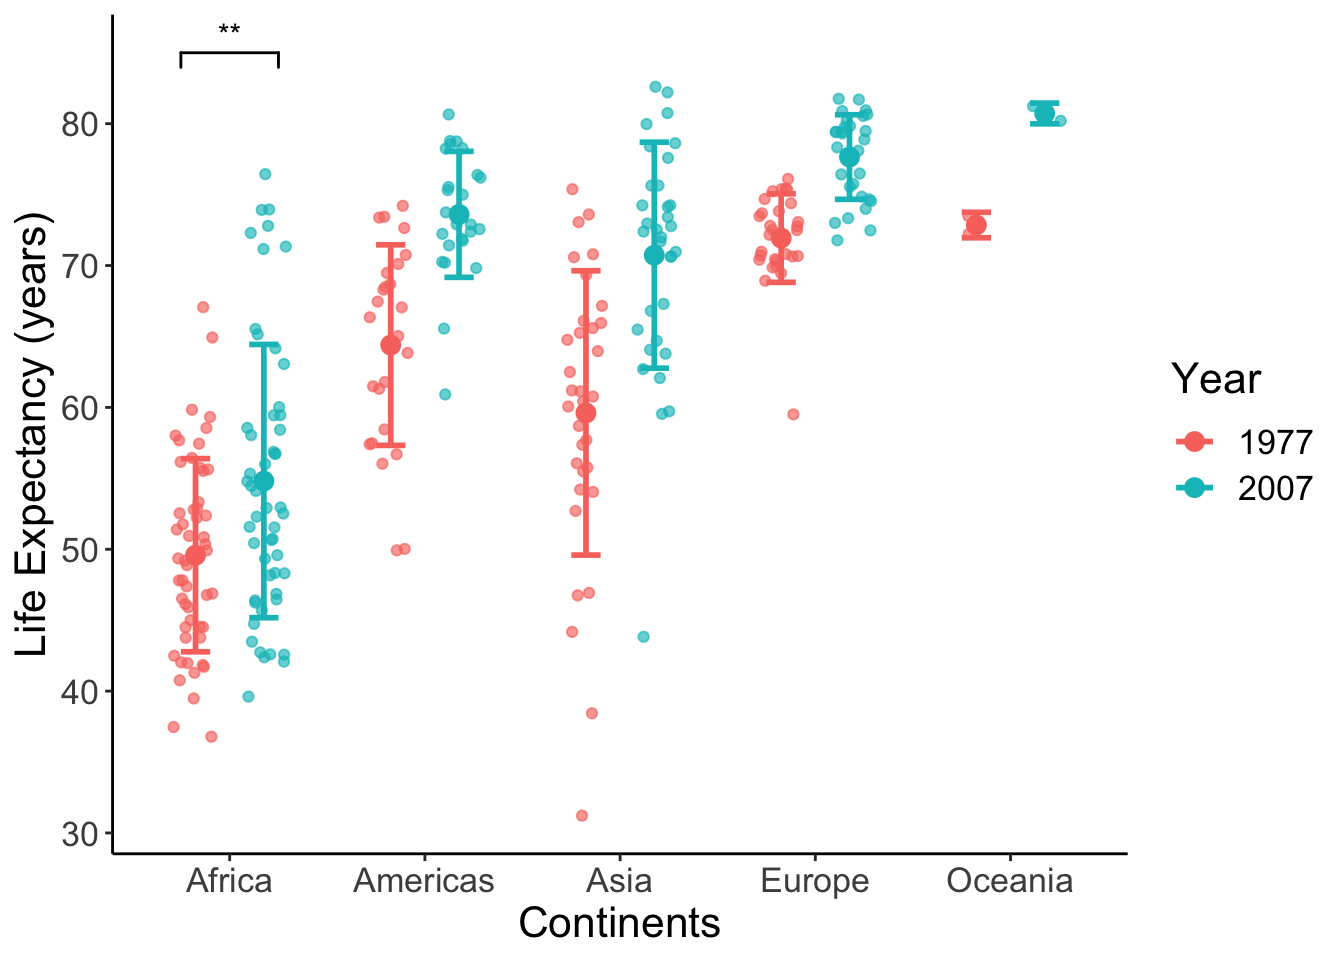 **
Life Expectancy (years)
80
70
60
50
40
30
Africa Americas Asia Europe Oceania
Continents
Year
1977
2007